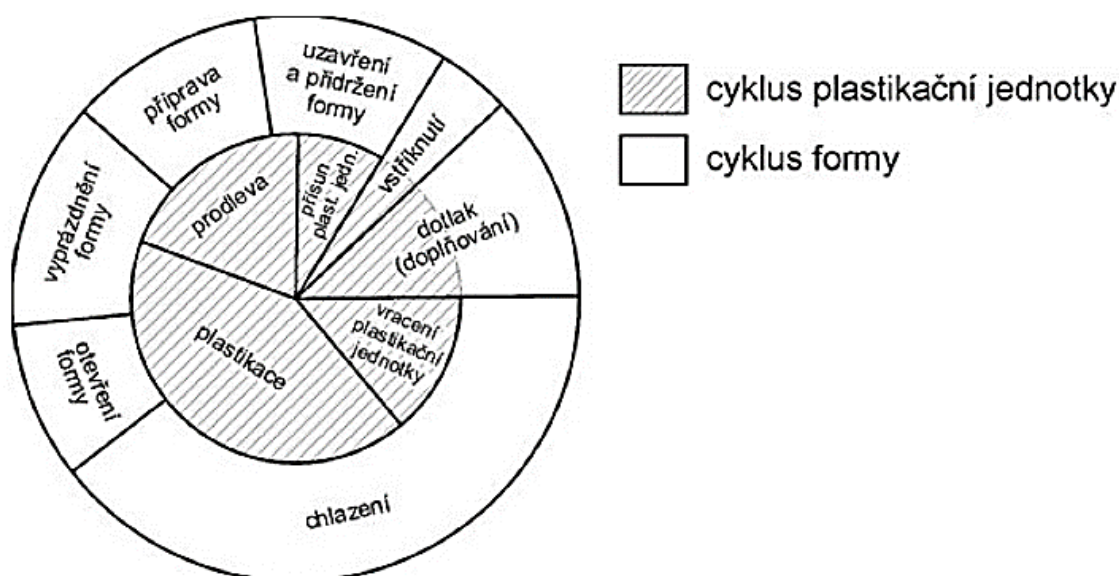 uzavření
a přidržení
formy
příprava
formy
vyprázdnění
formy
otevření
formy
chlazení
vstříknutí
dotlak
(doplňování)
přísun
plast. jedn.
prodleva
plastikace
vracení
plastikační
jednotky
cyklus plastikační jednotky
cyklus formy